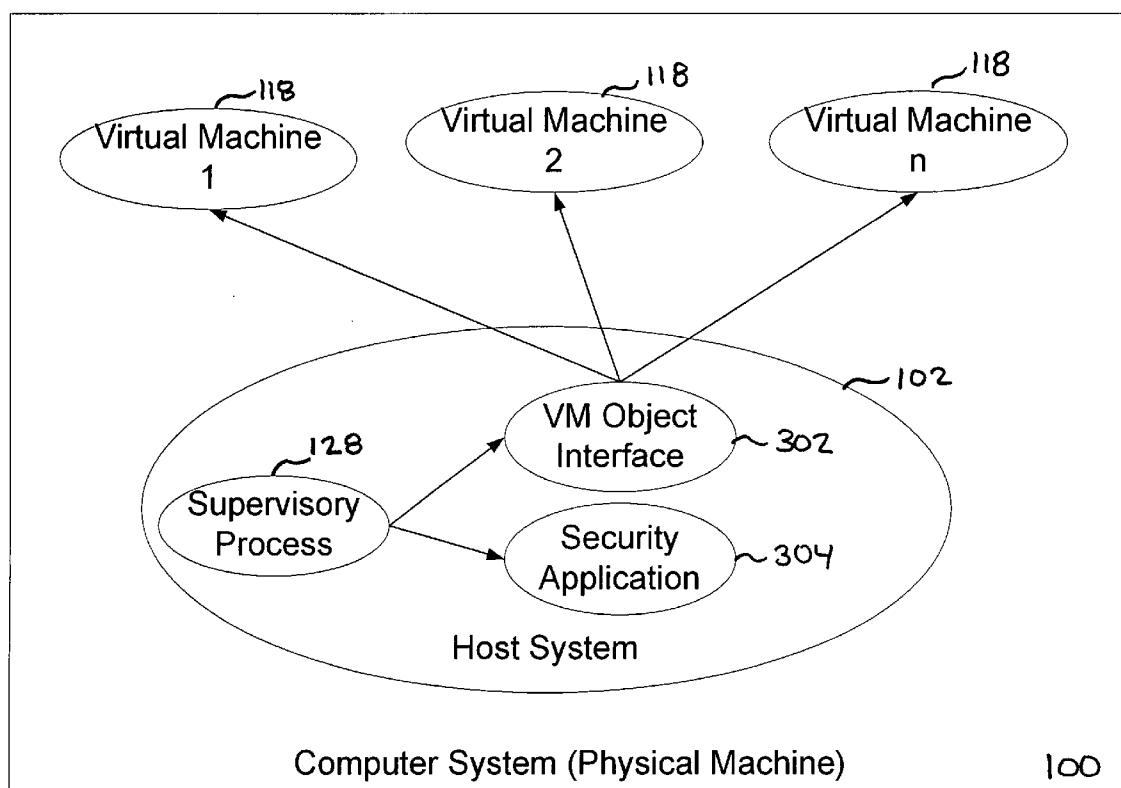 118
118
118
Virtual Machine
1
Virtual Machine
2
Virtual Machine
n
102
VM Object
Interface
302
128
Supervisory
Process
Security
Application
304
Host System
Computer System (Physical Machine)
100